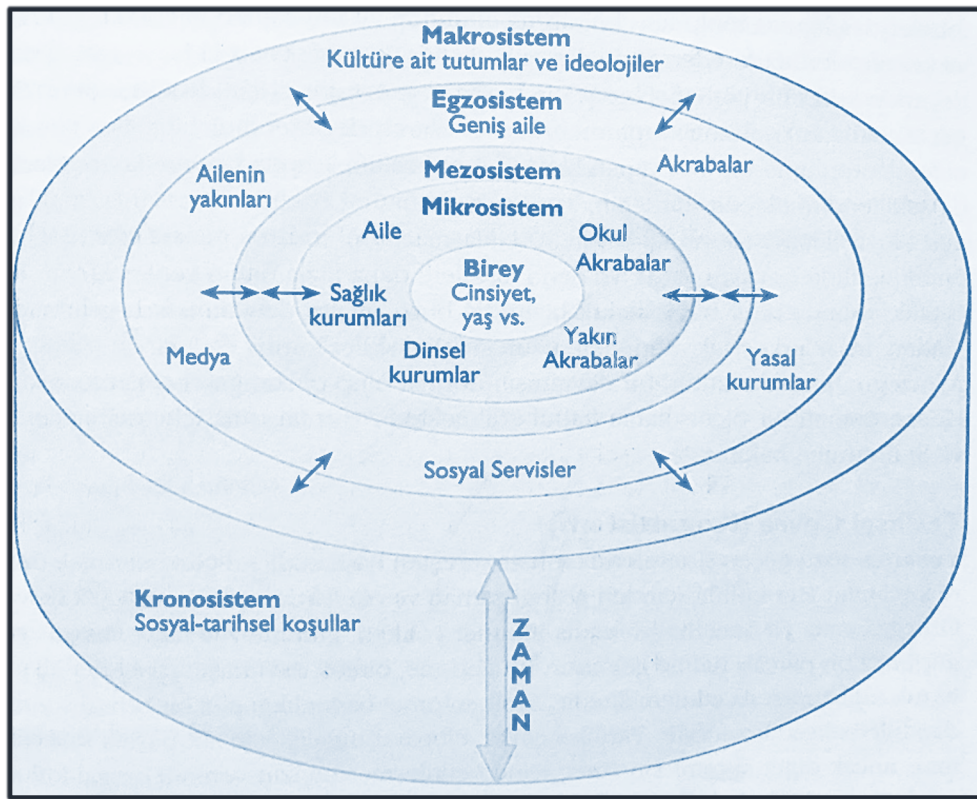 Makrosistem
Kültüre ait tutumlar ve ideolojiler
Egzosistem
Geniş aile
Akrabalar
Ailenin
yakınları
Mezosistem
Mikrosistem
Aile
Okul
Akrabalar
Birey
Cinsiyet,
yaş vs.
Sağlık
kurumları
Dinsel
kurumlar
Yakın
Akrabalar
Medya
Yasal
kurumlar
Sosyal Servisler
Kronosistem
Sosyal-tarihsel koşullar
ZAMAN